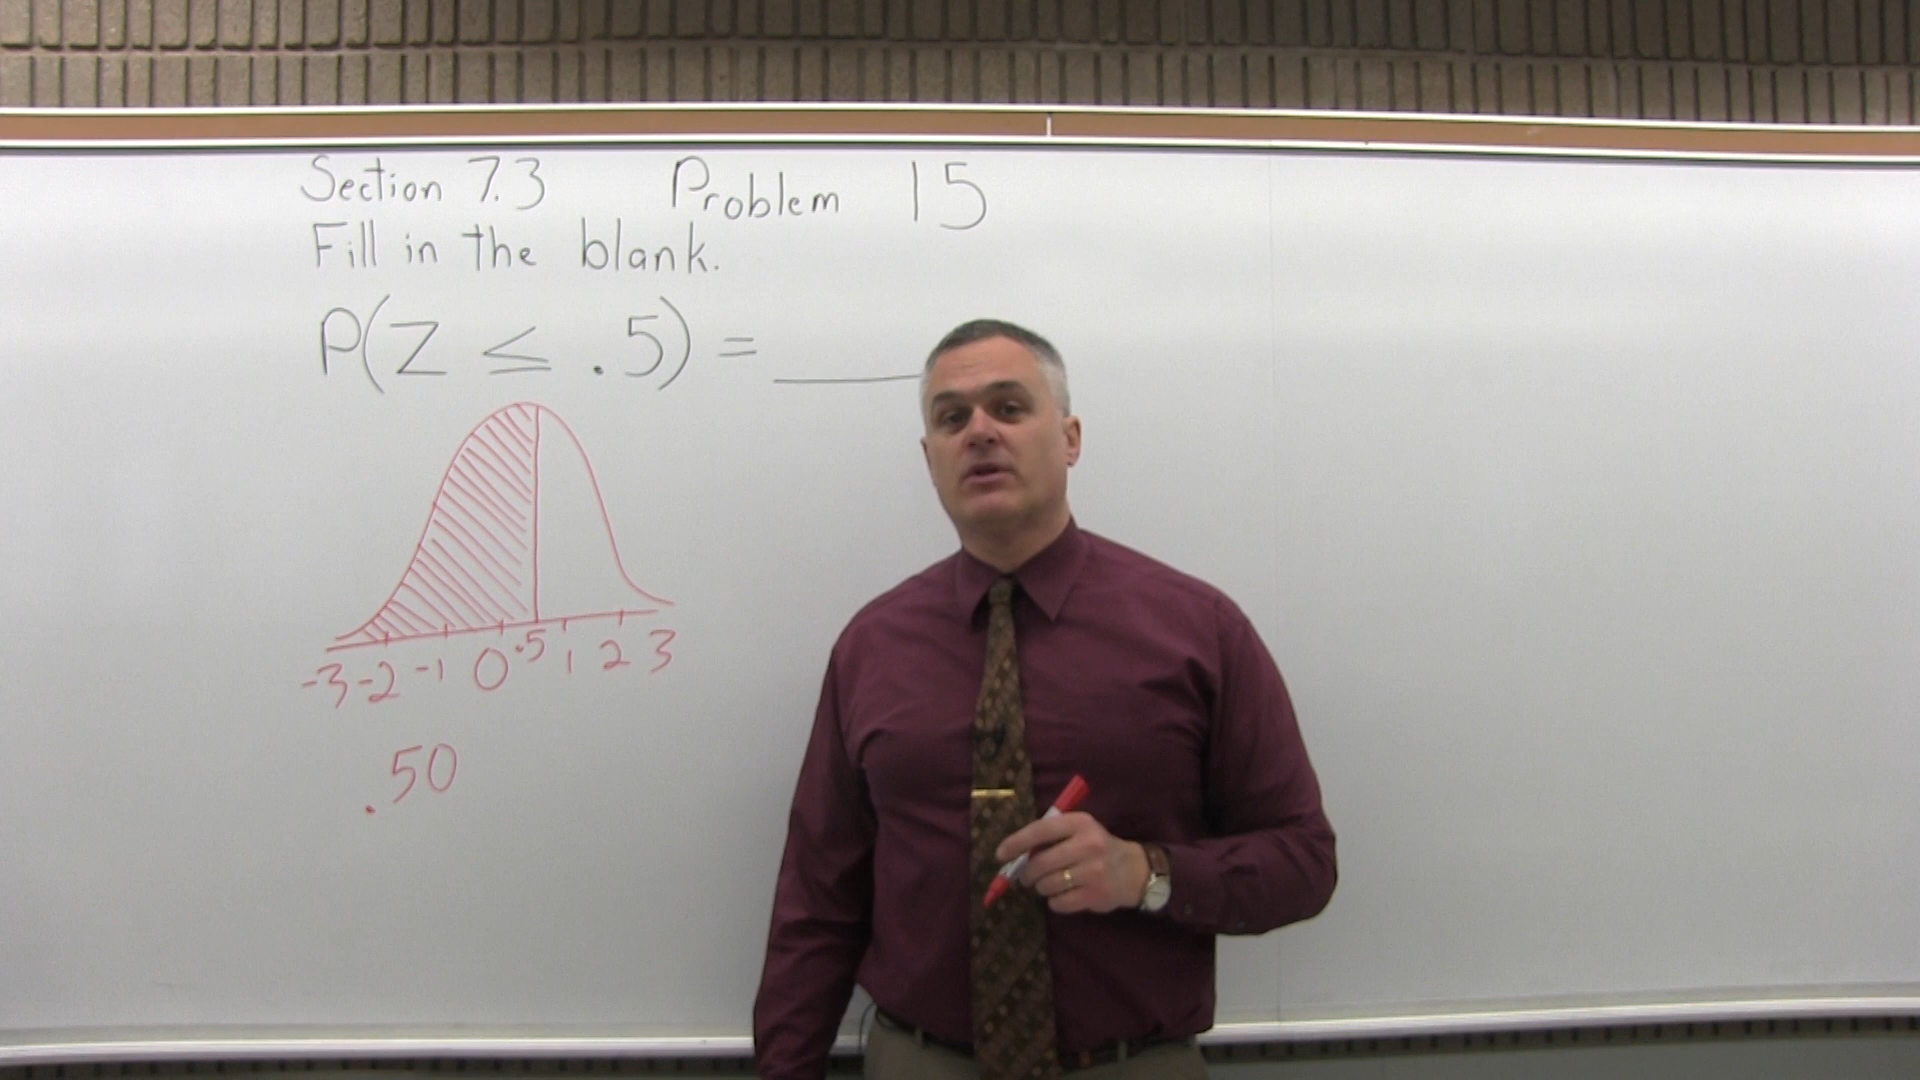 Section 7.3 Problem 15
Fill in the blank.
P(Z ≤ .5) = ____
-3 -2 -1 0 .5 1 2 3
.50